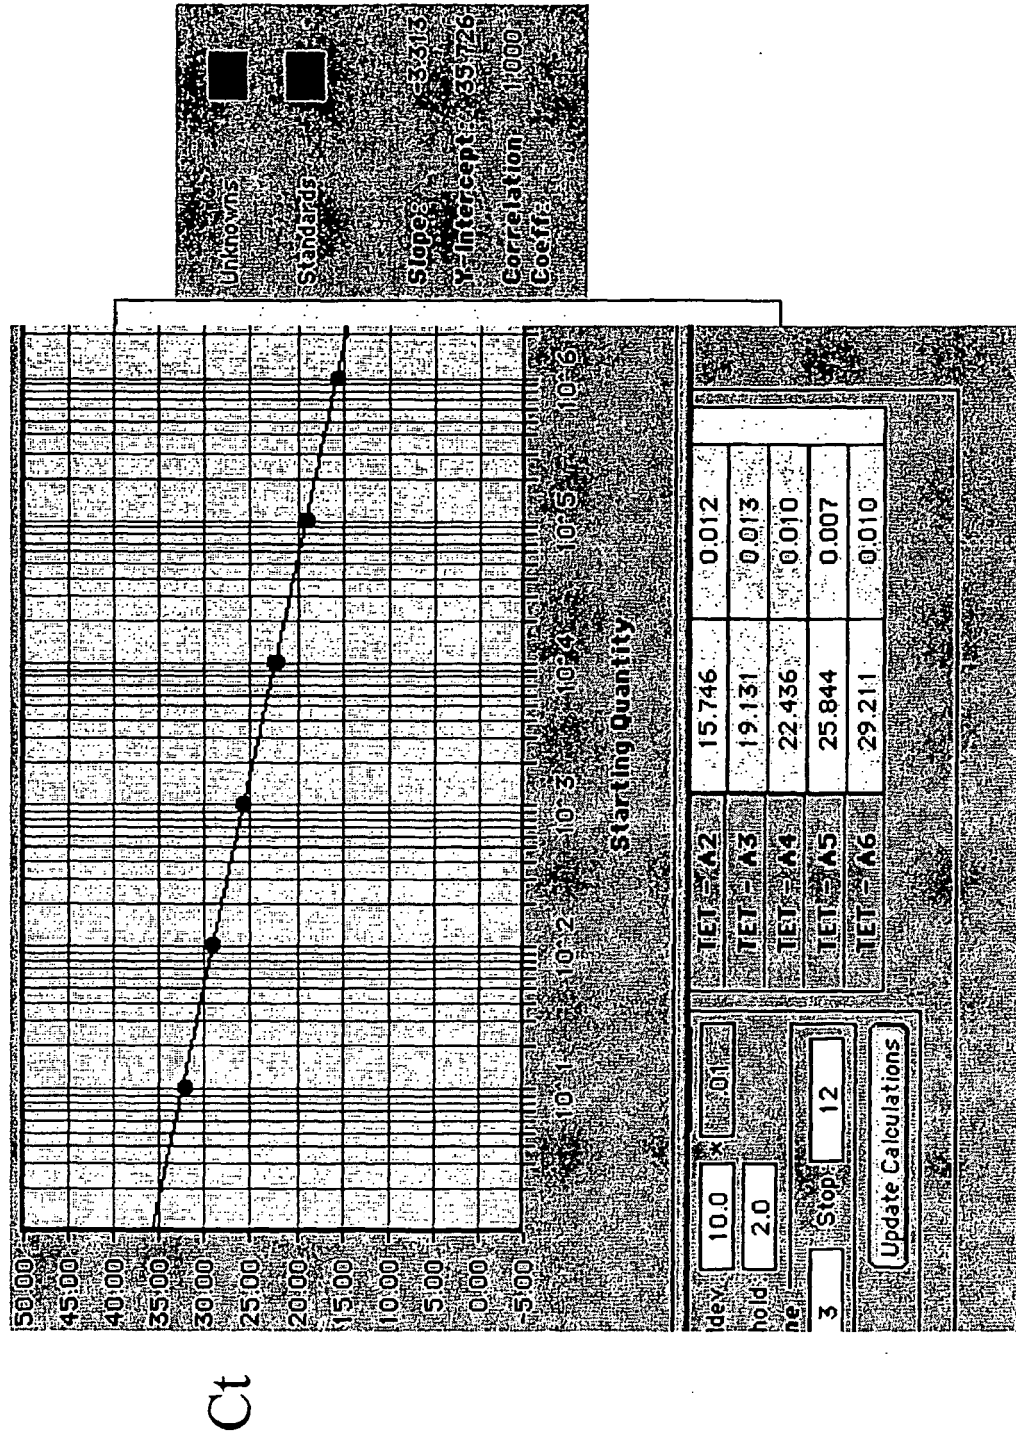 Ct
50.00
45.00
40.00
35.00
30.00
25.00
20.00
15.00
10.00
5.00
0.00
-5.00
10^1 10^2 10^3 10^4 10^5 10^6
Starting Quantity
Unknowns
Standards
Slope: -3.313
Y-Intercept 35.726
Correlation 1.000
Coeff:
10.0 x .01
2.0
3 Stop: 12
Update Calculations
TET - A2 15.746 0.012
TET - A3 19.131 0.013
TET - A4 22.436 0.010
TET - A5 25.844 0.007
TET - A6 29.211 0.010